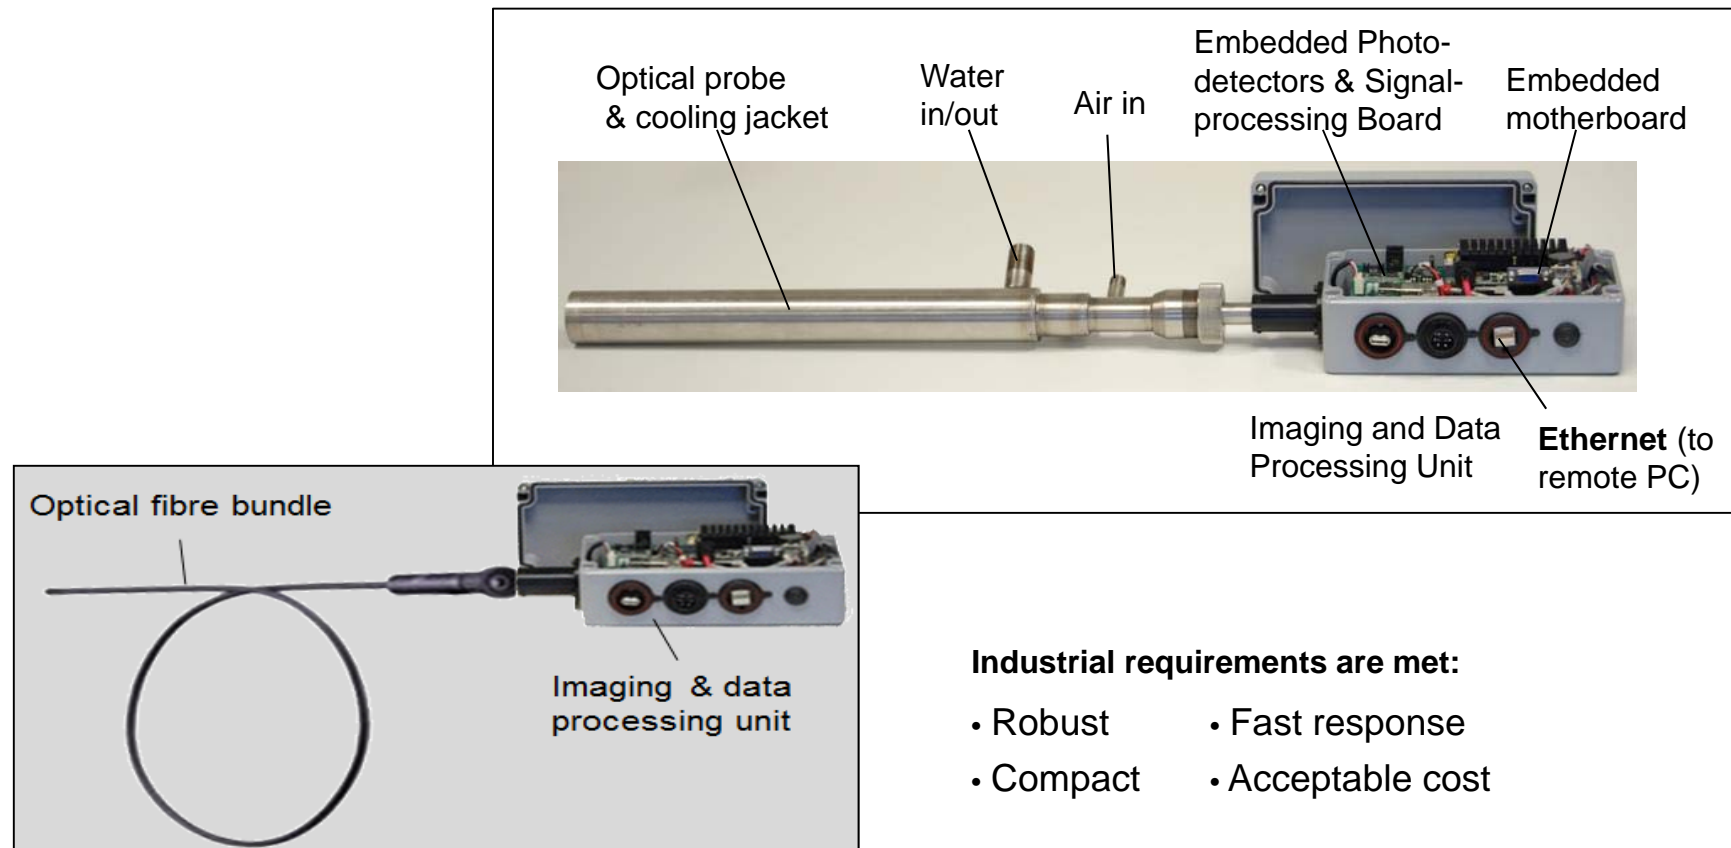 Optical probe
& cooling jacket
Water
in/out
Air in
Embedded Photo-
detectors & Signal-
processing Board
Embedded
motherboard
Imaging and Data
Processing Unit
Ethernet (to
remote PC)
Optical fibre bundle
Imaging & data
processing unit
Industrial requirements are met:
• Robust
• Fast response
• Compact
• Acceptable cost